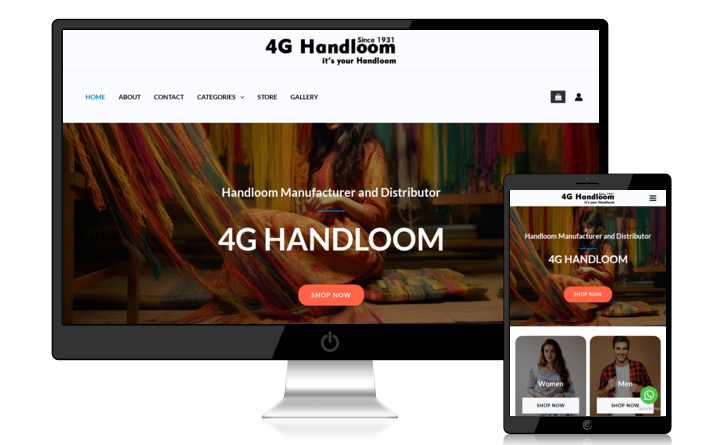 4G Handloom
Since 1931
it's your Handloom
HOME ABOUT CONTACT CATEGORIES STORE GALLERY
Handloom Manufacturer and Distributor
4G HANDLOOM
SHOP NOW
4G Handloom
Since 1931
it's your Handloom
Handloom Manufacturer and Distributor
4G HANDLOOM
SHOP NOW
Women Men
SHOP NOW SHOP NOW